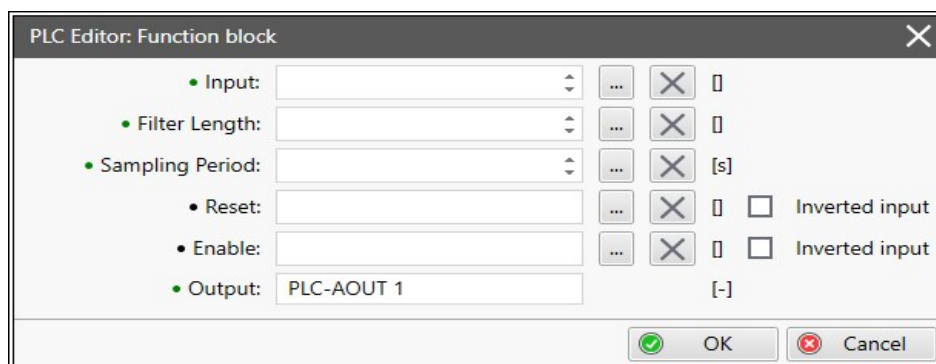 PLC Editor: Function block
• Input: ... []
• Filter Length: ... []
• Sampling Period: ... [s]
• Reset: ... [] Inverted input
• Enable: ... [] Inverted input
• Output: PLC-AOUT 1 [-]
OK Cancel